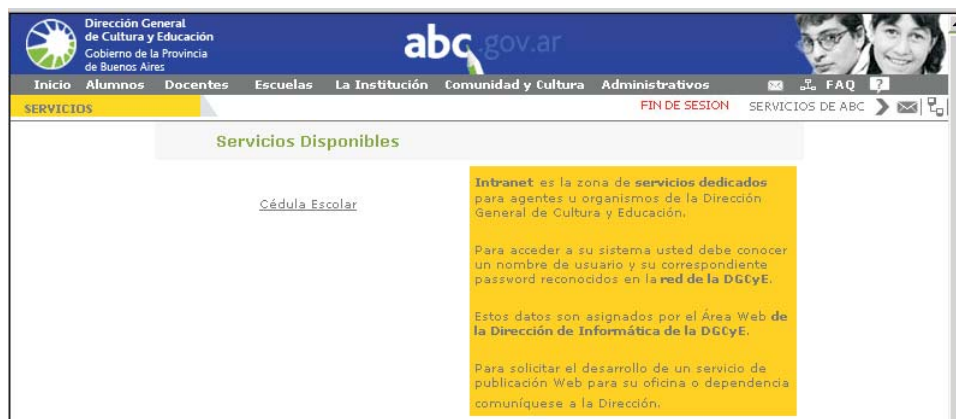 Dirección General
de Cultura y Educación
Gobierno de la Provincia
de Buenos Aires
abc.gov.ar
Inicio Alumnos Docentes Escuelas La Institución Comunidad y Cultura Administrativos FAQ ?
SERVICIOS FIN DE SESION SERVICIOS DE ABC
Servicios Disponibles
Cédula Escolar
Intranet es la zona de servicios dedicados
para agentes u organismos de la Dirección
General de Cultura y Educación.
Para acceder a su sistema usted debe conocer
un nombre de usuario y su correspondiente
password reconocidos en la red de la DGCyE.
Estos datos son asignados por el Área Web de
la Dirección de Informática de la DGCyE.
Para solicitar el desarrollo de un servicio de
publicación Web para su oficina o dependencia
comuníquese a la Dirección.